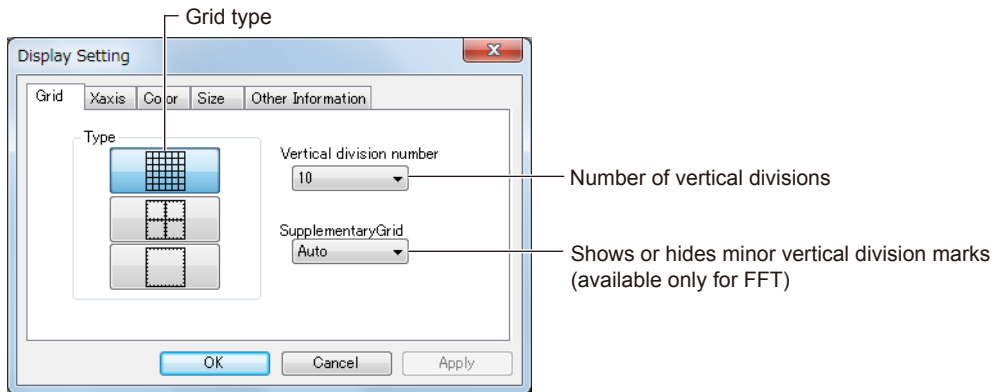 Grid type
Display Setting
Grid Xaxis Color Size Other Information
Type
Vertical division number
10
Number of vertical divisions
SupplementaryGrid
Auto
Shows or hides minor vertical division marks
(available only for FFT)
OK Cancel Apply